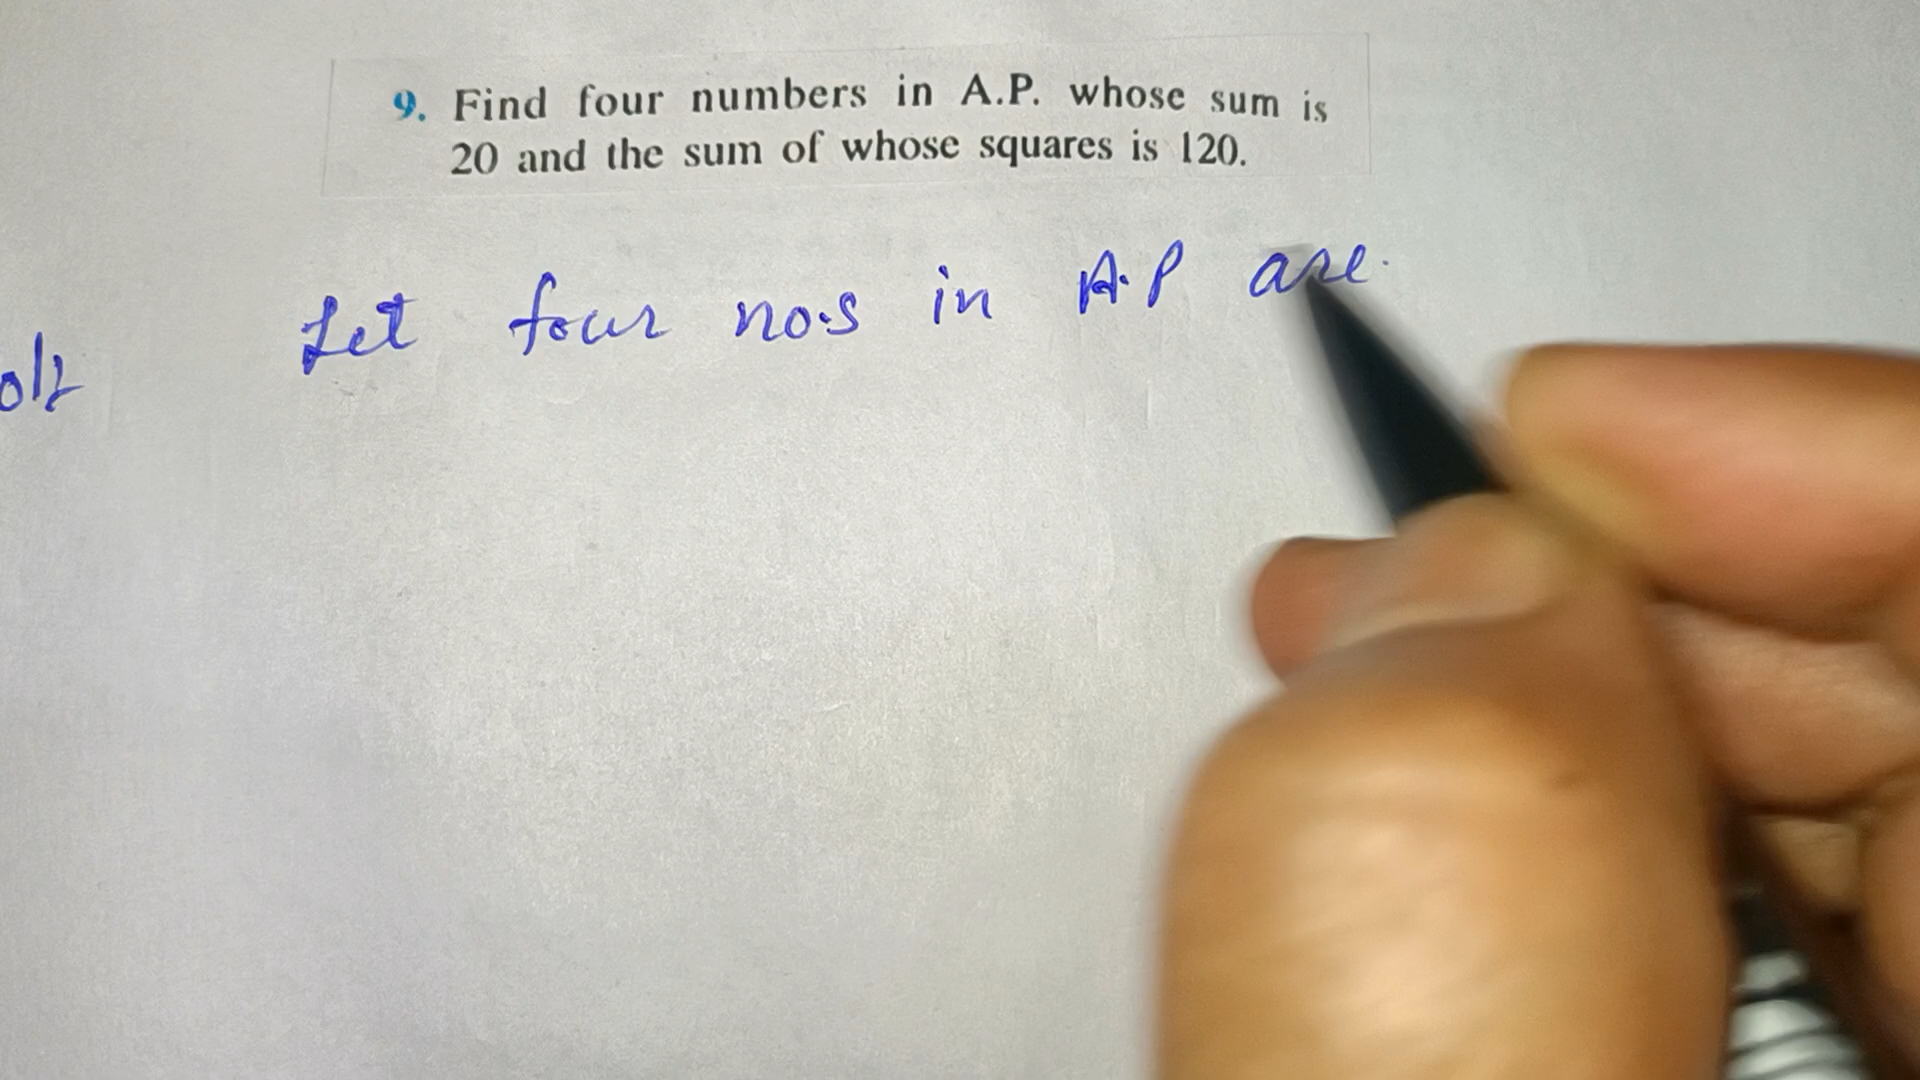 9. Find four numbers in A.P. whose sum is
20 and the sum of whose squares is 120.
Let four no.s in A.P are.